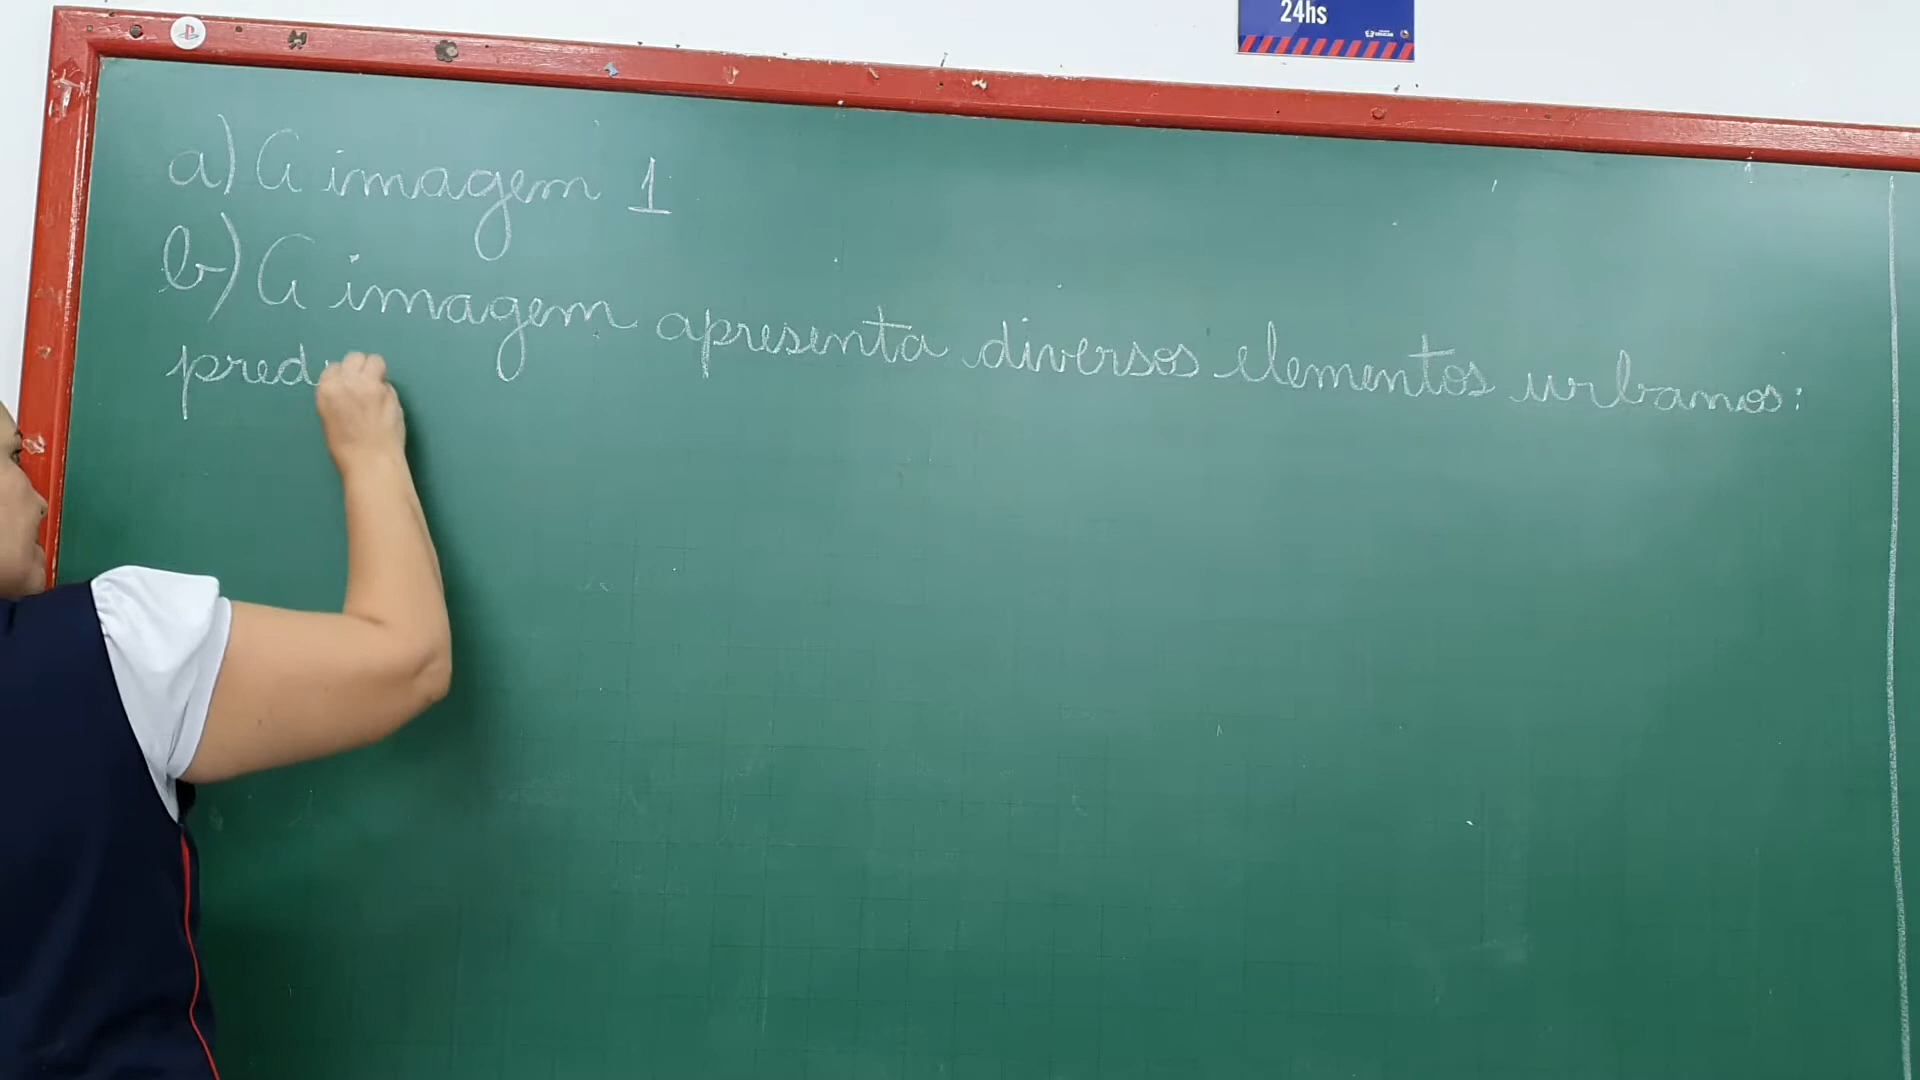 24hs
a) A imagem 1
b) A imagem apresenta diversos elementos urbanos:
pred